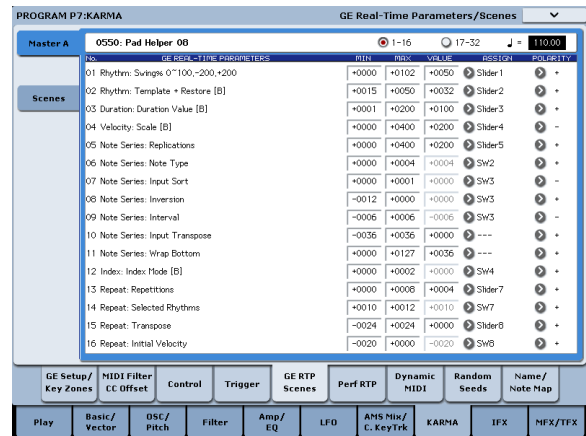 PROGRAM P7:KARMA GE Real-Time Parameters/Scenes
Master A 0550: Pad Helper 08 1-16 17-32 ♩= 110.00
No. GE REAL-TIME PARAMETERS MIN MAX VALUE ASSIGN POLARITY
01 Rhythm: Swing% 0~100,-200,+200 +0000 +0102 +0050 Slider1 +
02 Rhythm: Template + Restore [B] +0015 +0050 +0032 Slider2 +
Scenes
03 Duration: Duration Value [B] +0001 +0200 +0100 Slider3 +
04 Velocity: Scale [B] +0000 +0400 +0200 Slider4 -
05 Note Series: Replications +0000 +0400 +0200 Slider5 +
06 Note Series: Note Type +0000 +0004 +0004 SW2 +
07 Note Series: Input Sort +0000 +0001 +0000 SW3 -
08 Note Series: Inversion -0012 +0000 +0000 SW3 +
09 Note Series: Interval -0006 +0006 -0006 SW3 -
10 Note Series: Input Transpose -0036 +0036 +0000 --- +
11 Note Series: Wrap Bottom +0000 +0127 +0036 --- +
12 Index: Index Mode [B] +0000 +0002 +0000 SW4 +
13 Repeat: Repetitions +0000 +0008 +0004 Slider7 +
14 Repeat: Selected Rhythms +0010 +0012 +0010 SW7 +
15 Repeat: Transpose -0024 +0024 +0000 Slider8 +
16 Repeat: Initial Velocity -0020 +0000 -0020 SW8 +
GE Setup/ Key Zones MIDI Filter CC Offset Control Trigger GE RTP Scenes Perf RTP Dynamic MIDI Random Seeds Name/ Note Map
Play Basic/ Vector OSC/ Pitch Filter Amp/ EQ LFO AMS Mix/ C. KeyTrk KARMA IFX MFX/TFX